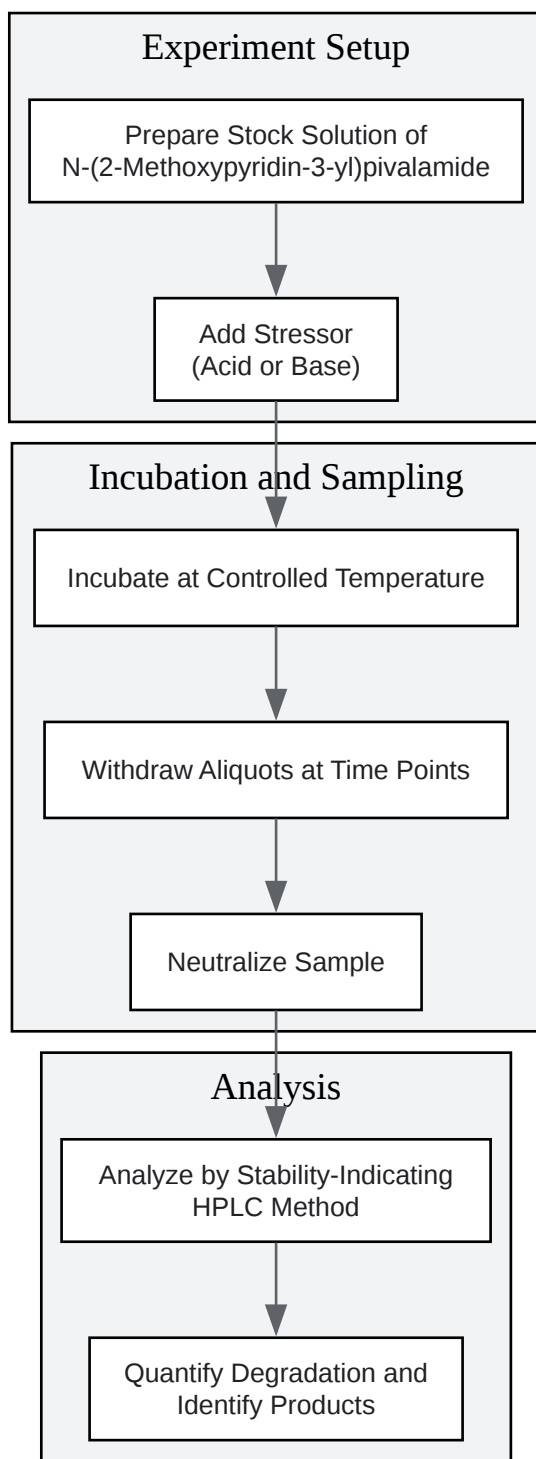 Experiment Setup
Prepare Stock Solution of
N-(2-Methoxypyridin-3-yl)pivalamide
Add Stressor
(Acid or Base)
Incubation and Sampling
Incubate at Controlled Temperature
Withdraw Aliquots at Time Points
Neutralize Sample
Analysis
Analyze by Stability-Indicating
HPLC Method
Quantify Degradation and
Identify Products